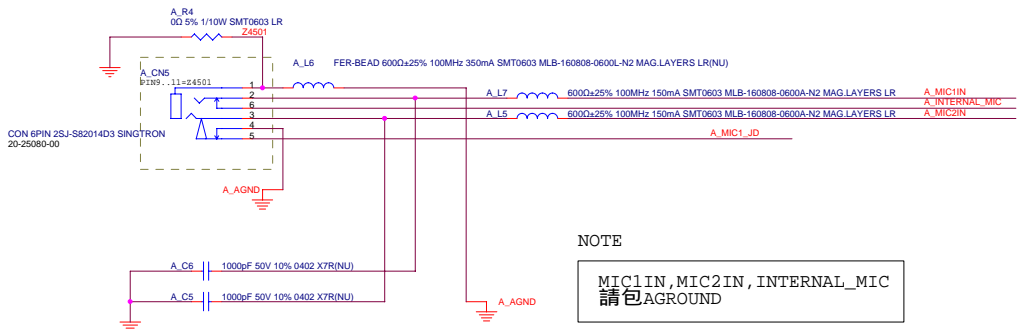 A_R4
0Ω 5% 1/10W SMT0603 LR
Z4501
A_L6 FER-BEAD 600Ω±25% 100MHz 350mA SMT0603 MLB-160808-0600L-N2 MAG.LAYERS LR(NU)
A_CN5
PIN9..11=Z4501
1
2
6
3
4
5
A_L7 600Ω±25% 100MHz 150mA SMT0603 MLB-160808-0600A-N2 MAG.LAYERS LR
A_MIC1IN
A_INTERNAL_MIC
A_L5 600Ω±25% 100MHz 150mA SMT0603 MLB-160808-0600A-N2 MAG.LAYERS LR
A_MIC2IN
A_MIC1_JD
CON 6PIN 2SJ-S82014D3 SINGTRON
20-25080-00
A_AGND
NOTE
MIC1IN,MIC2IN,INTERNAL_MIC
請包AGROUND
A_C6 1000pF 50V 10% 0402 X7R(NU)
A_C5 1000pF 50V 10% 0402 X7R(NU)
A_AGND